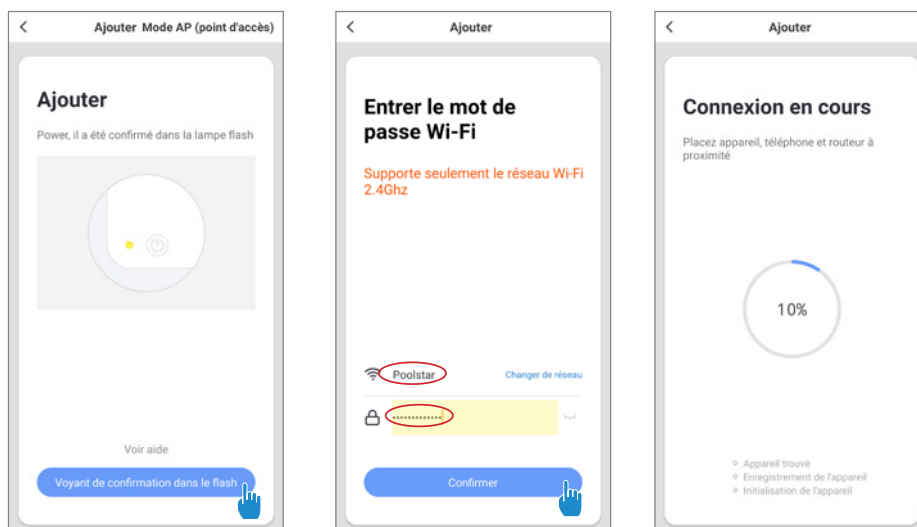 Ajouter Mode AP (point d'accès)
Ajouter
Power, il a été confirmé dans la lampe flash
Voir aide
Voyant de confirmation dans le flash
Ajouter
Entrer le mot de
passe Wi-Fi
Supporte seulement le réseau Wi-Fi
2.4Ghz
Poolstar
Changer de réseau
Confirmer
Ajouter
Connexion en cours
Placez appareil, téléphone et routeur à
proximité
10%
Appareil trouvé
Enregistrement de l'appareil
Initialisation de l'appareil